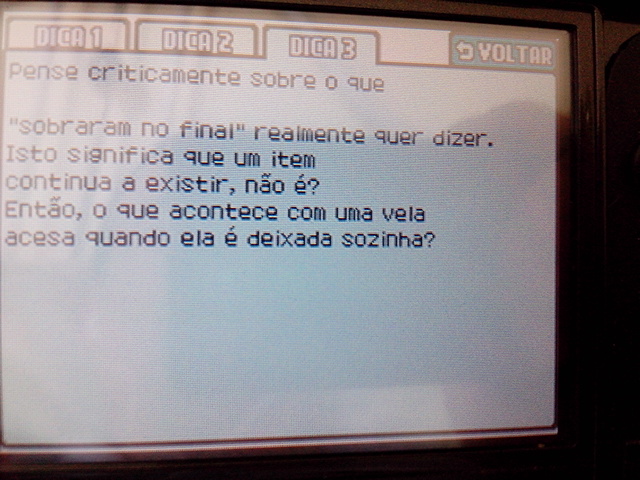 DICA 1 DICA 2 DICA 3 VOLTAR
Pense criticamente sobre o que
"sobraram no final" realmente quer dizer.
Isto significa que um item
continua a existir, não é?
Então, o que acontece com uma vela
acesa quando ela é deixada sozinha?